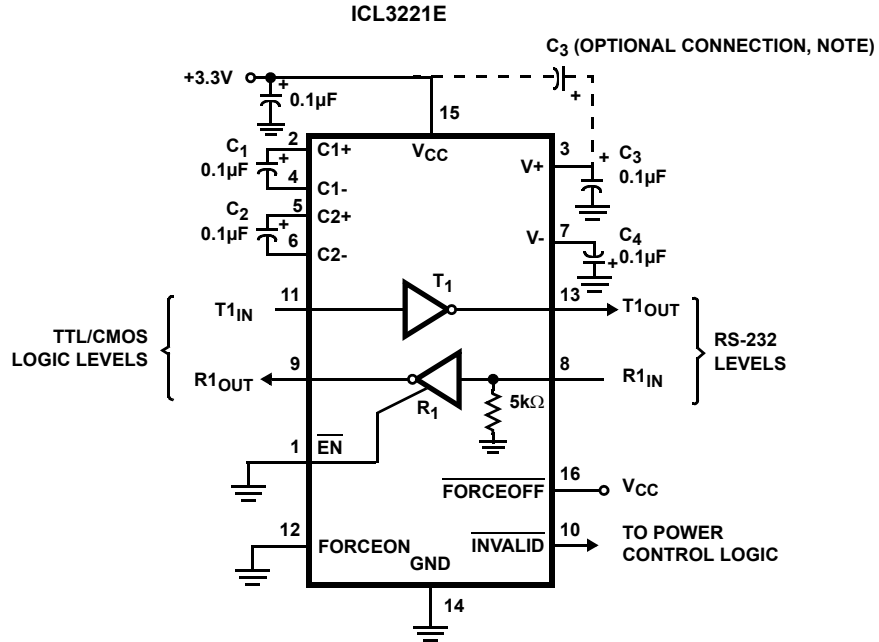 ICL3221E
C3 (OPTIONAL CONNECTION, NOTE)
+3.3V
+
0.1µF
+
15
2
C1+
VCC
3
V+
+
C3
0.1µF
C1
0.1µF
+
4
C1-
5
C2+
C2
0.1µF
+
6
C2-
7
V-
C4
0.1µF
+
T1
11
13
T1IN
T1OUT
TTL/CMOS
LOGIC LEVELS
RS-232
LEVELS
9
8
R1OUT
R1IN
R1
5kΩ
1
EN
16
FORCEOFF
VCC
12
FORCEON
10
INVALID
TO POWER
CONTROL LOGIC
GND
14